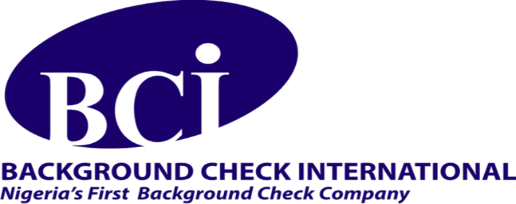 BCi
BACKGROUND CHECK INTERNATIONAL
Nigeria's First Background Check Company